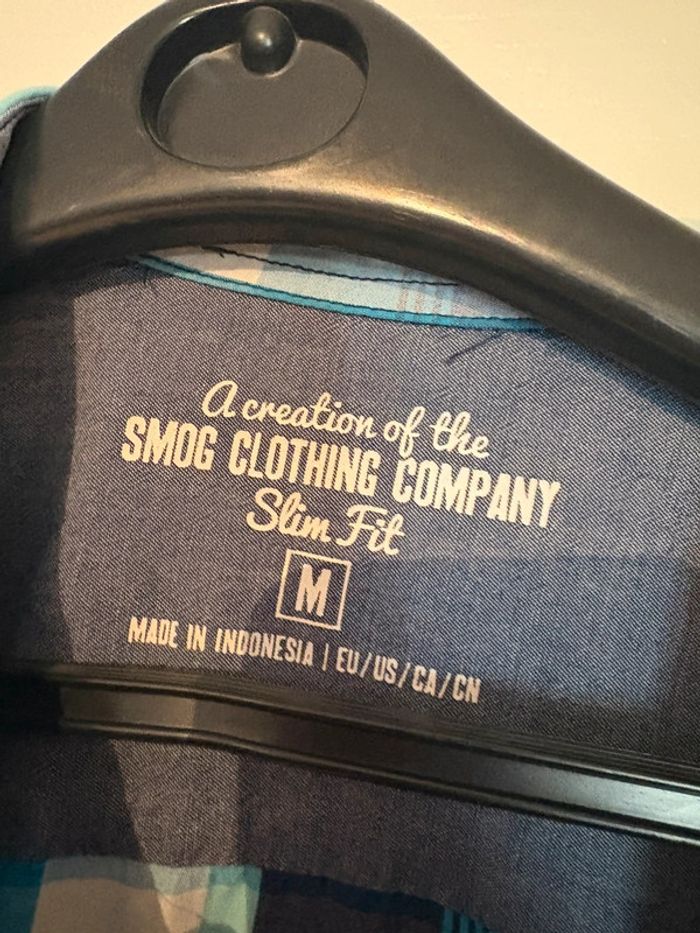 A creation of the
SMOG CLOTHING COMPANY
Slim Fit
M
MADE IN INDONESIA | EU/US/CA/CN